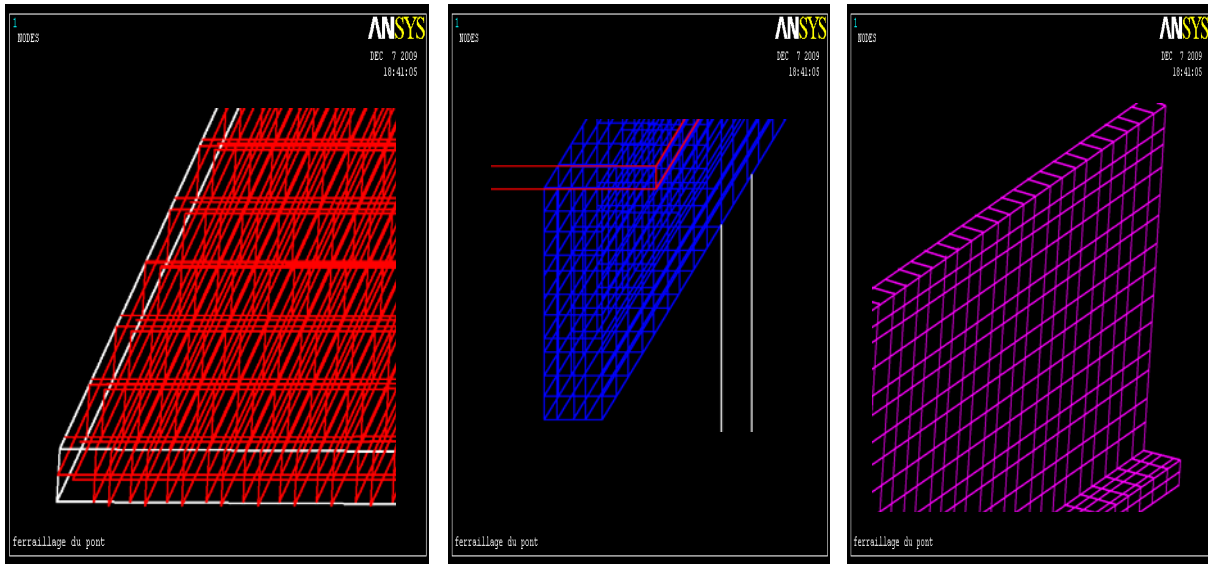 1
NODES
ANSYS
DEC 7 2009
18:41:05
ferraillage du pont
1
NODES
ANSYS
DEC 7 2009
18:41:05
ferraillage du pont
1
NODES
ANSYS
DEC 7 2009
18:41:05
ferraillage du pont